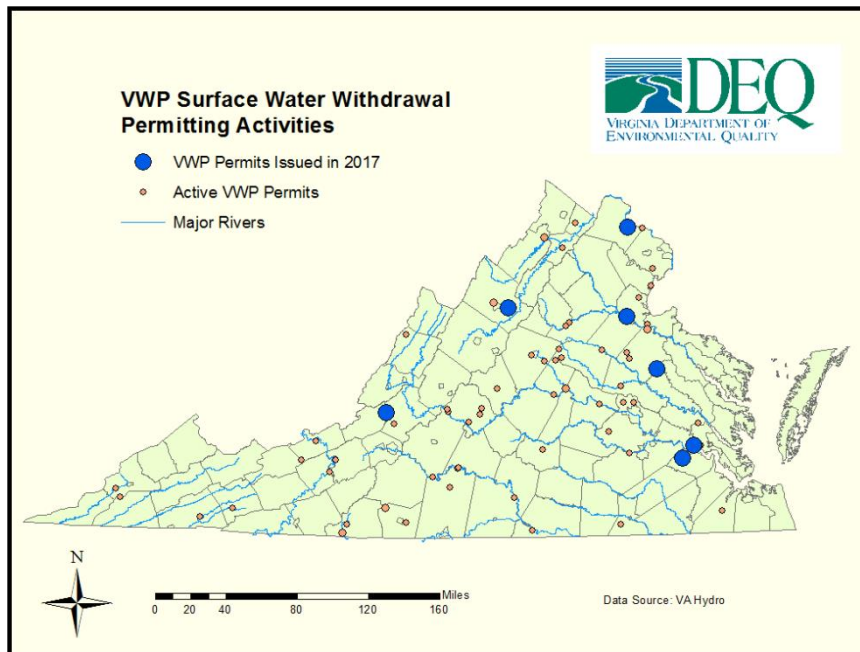 VWP Surface Water Withdrawal
Permitting Activities
VWP Permits Issued in 2017
Active VWP Permits
Major Rivers
DEQ
VIRGINIA DEPARTMENT OF
ENVIRONMENTAL QUALITY
N
Miles
0 20 40 80 120 160
Data Source: VA Hydro